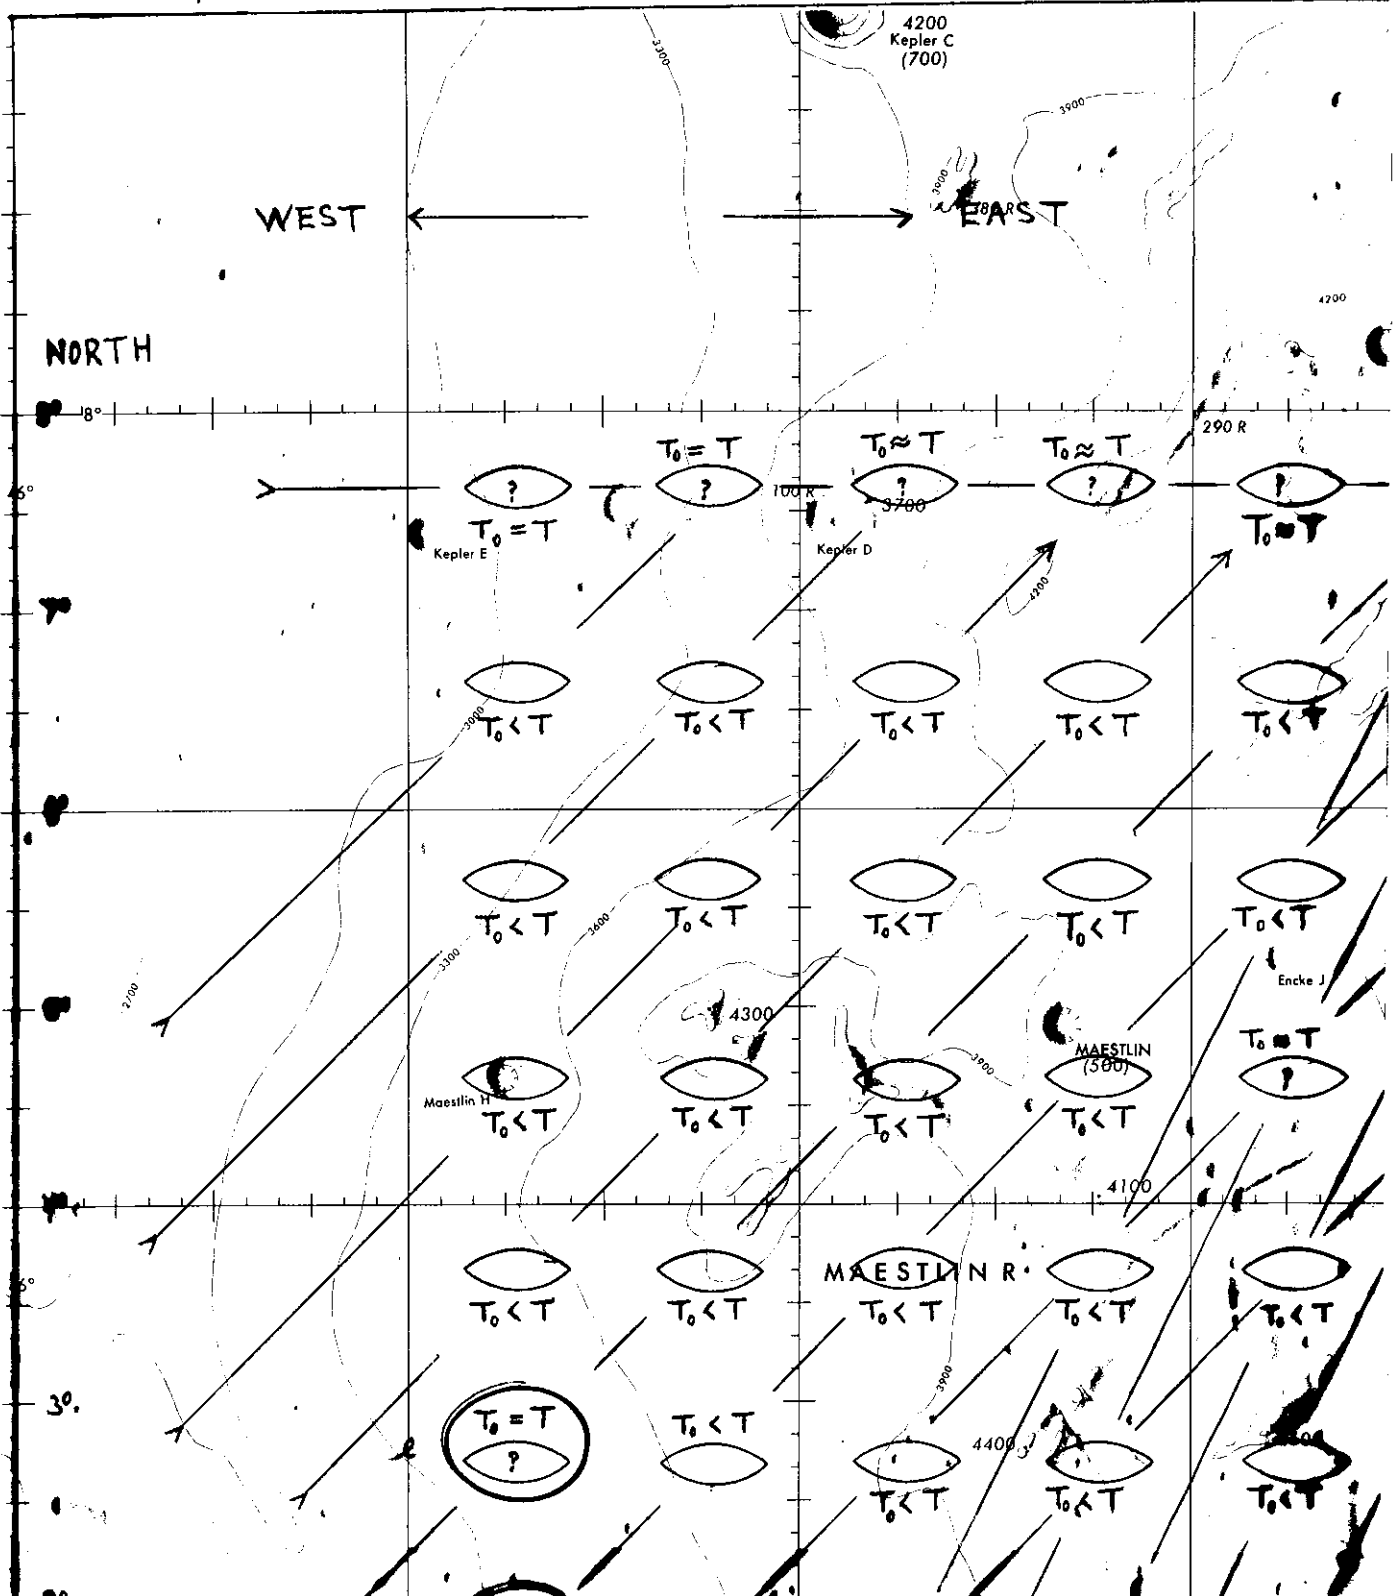 4200
Kepler C
(700)
3300
3900
3900
WEST
EAST
4200
NORTH
8°
290 R
T₀ = T
T₀ ≈ T
T₀ ≈ T
? ? 100 R ? ? ?
3700
T₀ = T
T₀ ≈ T
Kepler E
Kepler D
7°
4200
3000
T₀ < T T₀ < T T₀ < T T₀ < T T₀ < T
3600
T₀ < T T₀ < T T₀ < T T₀ < T T₀ < T
3300
Encke J
2700
4300
T₀ ≈ T
MAESTLIN
(500)
3900
?
Maestlin H
T₀ < T T₀ < T T₀ < T T₀ < T
4100
MAESTLIN R
T₀ < T T₀ < T T₀ < T T₀ < T T₀ < T
3900
3°.
T₀ = T
T₀ < T
?
4400
T₀ < T T₀ < T T₀ < T